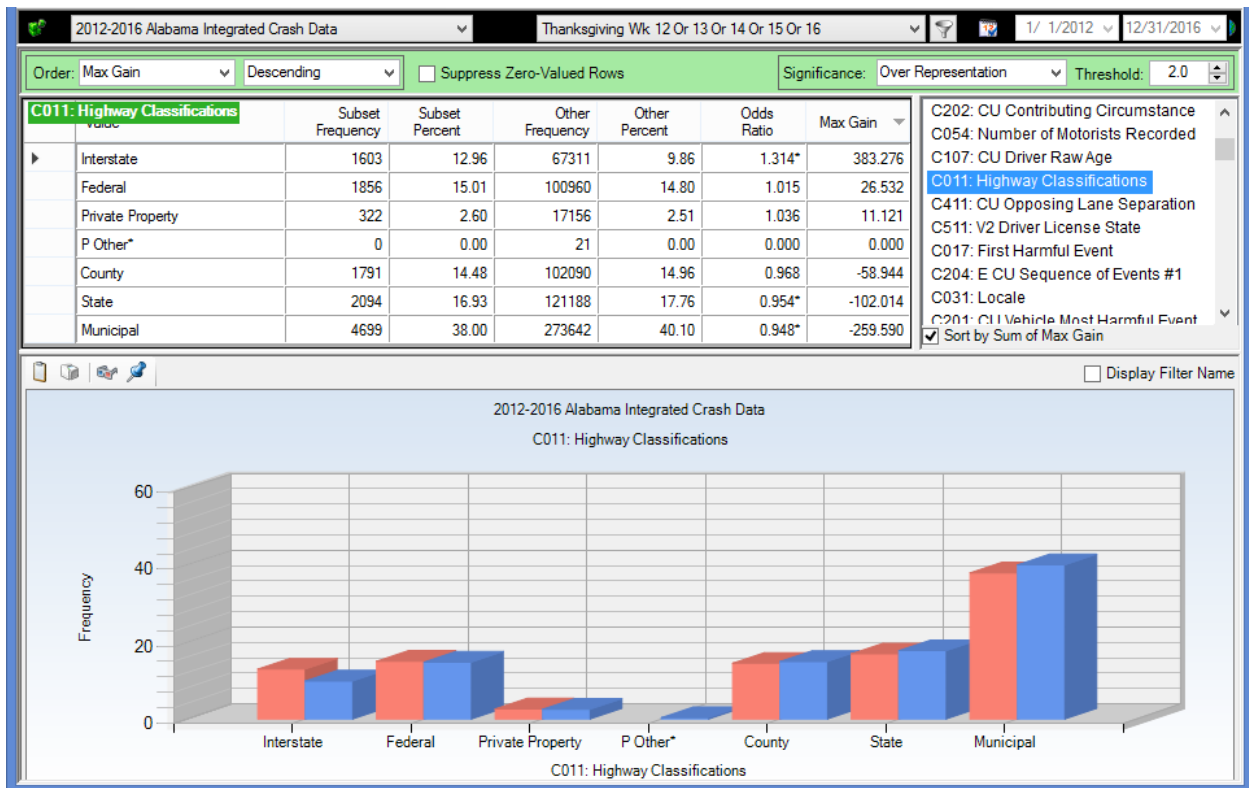 2012-2016 Alabama Integrated Crash Data Thanksgiving Wk 12 Or 13 Or 14 Or 15 Or 16 1/ 1/2012 12/31/2016
Order: Max Gain Descending Suppress Zero-Valued Rows Significance: Over Representation Threshold: 2.0
C011: Highway Classifications
Value Subset Frequency Subset Percent Other Frequency Other Percent Odds Ratio Max Gain
Interstate 1603 12.96 67311 9.86 1.314* 383.276
Federal 1856 15.01 100960 14.80 1.015 26.532
Private Property 322 2.60 17156 2.51 1.036 11.121
P Other* 0 0.00 21 0.00 0.000 0.000
County 1791 14.48 102090 14.96 0.968 -58.944
State 2094 16.93 121188 17.76 0.954* -102.014
Municipal 4699 38.00 273642 40.10 0.948* -259.590
C202: CU Contributing Circumstance
C054: Number of Motorists Recorded
C107: CU Driver Raw Age
C011: Highway Classifications
C411: CU Opposing Lane Separation
C511: V2 Driver License State
C017: First Harmful Event
C204: E CU Sequence of Events #1
C031: Locale
C201: CU Vehicle Most Harmful Event
Sort by Sum of Max Gain
Display Filter Name
2012-2016 Alabama Integrated Crash Data
C011: Highway Classifications
60
40
20
0
Frequency
Interstate Federal Private Property P Other* County State Municipal
C011: Highway Classifications